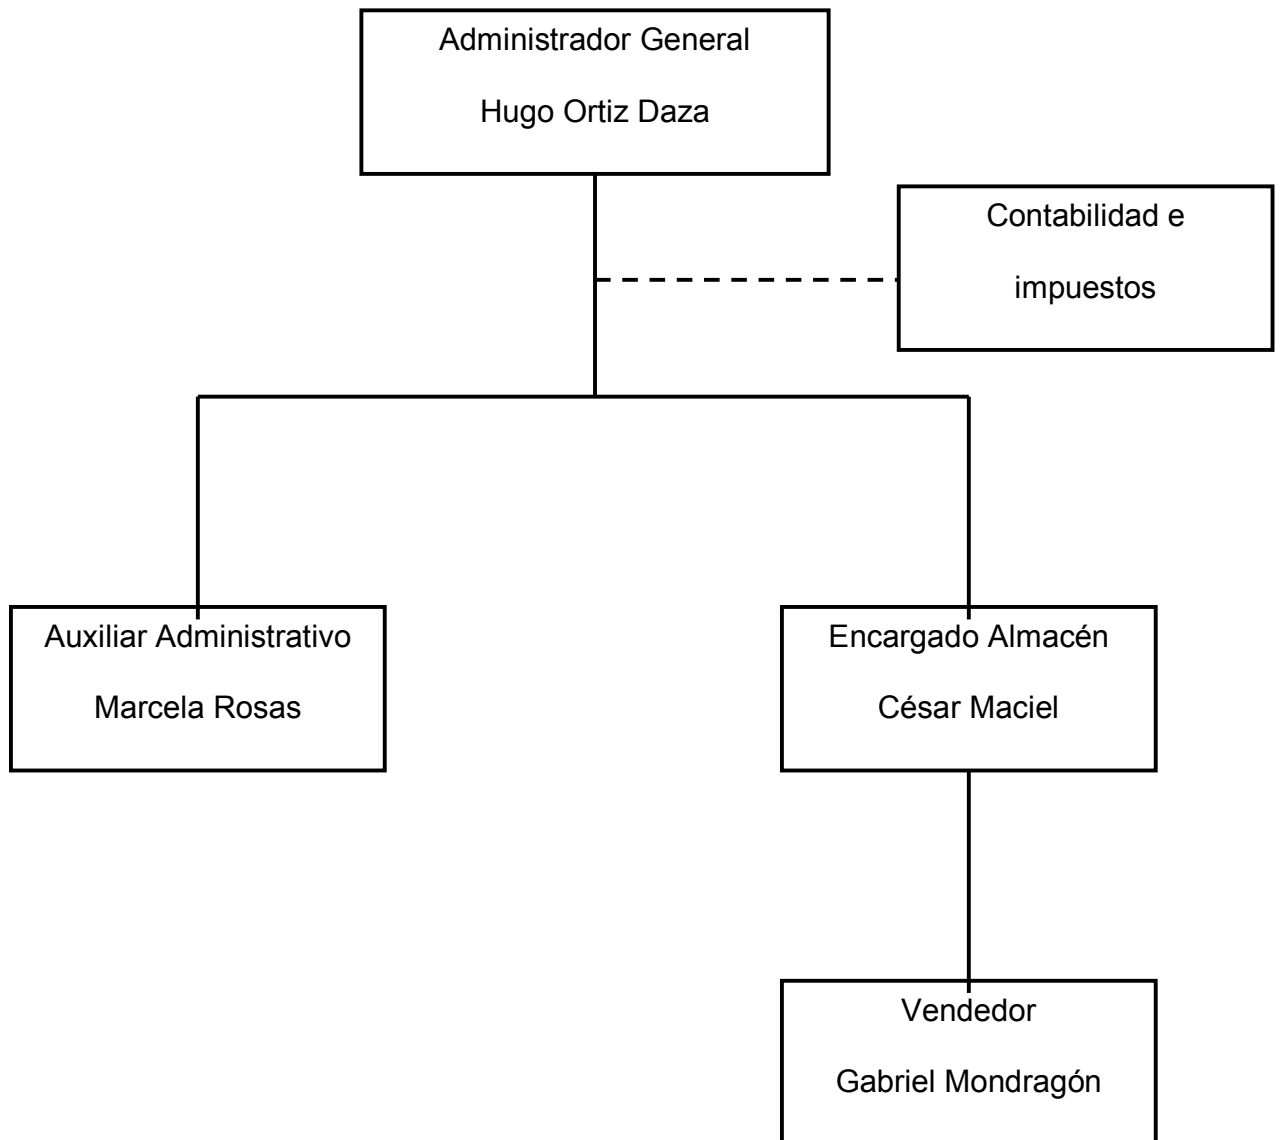 Administrador General
Hugo Ortiz Daza
Contabilidad e
impuestos
Auxiliar Administrativo
Marcela Rosas
Encargado Almacén
César Maciel
Vendedor
Gabriel Mondragón